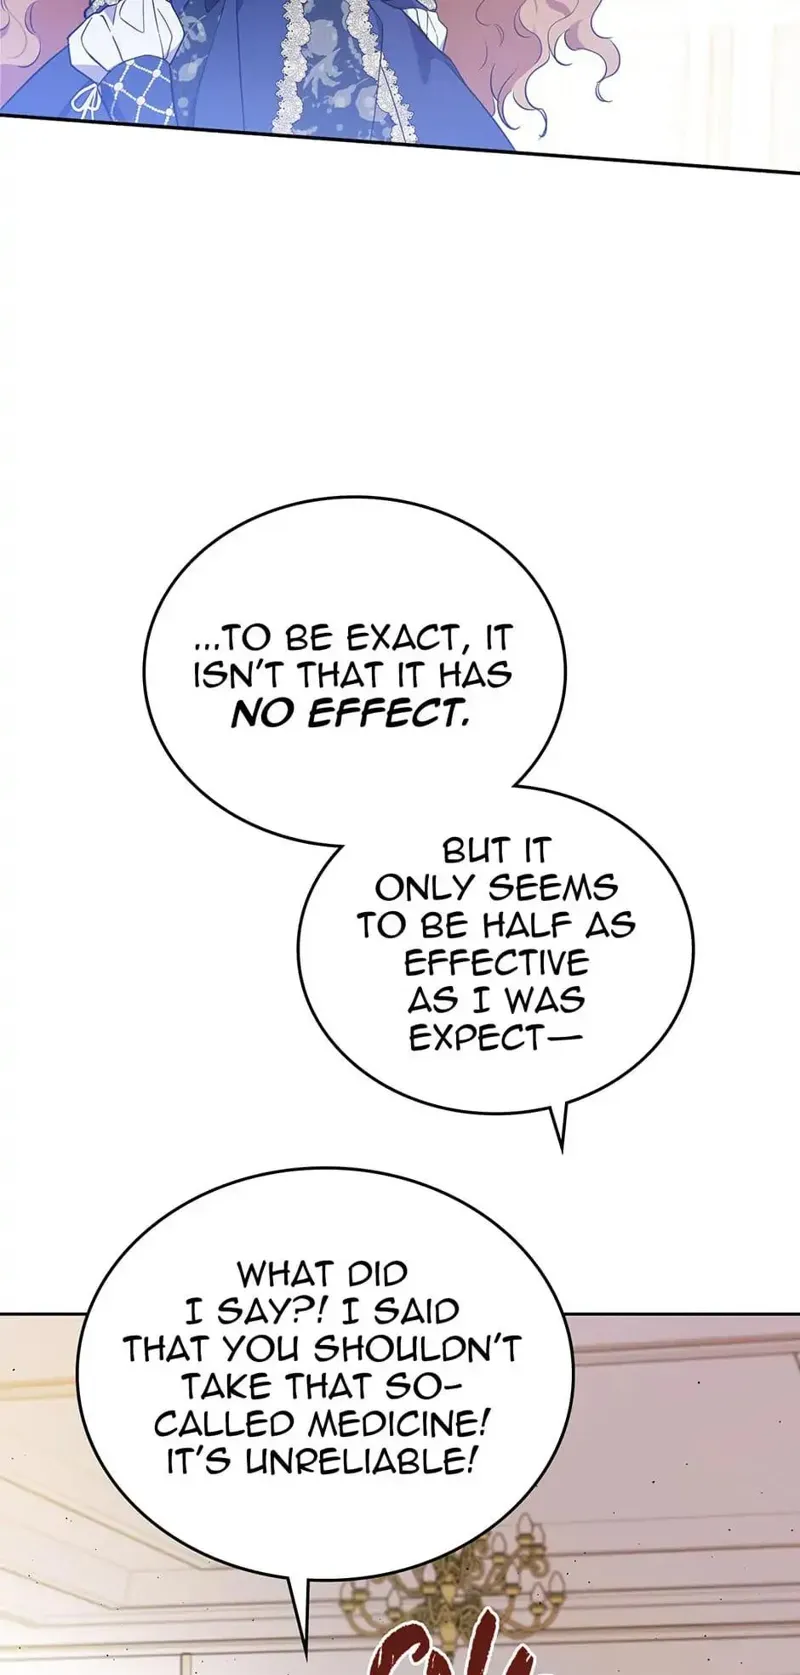 ...TO BE EXACT, IT
ISN'T THAT IT HAS
NO EFFECT.
BUT IT
ONLY SEEMS
TO BE HALF AS
EFFECTIVE
AS I WAS
EXPECT—
WHAT DID
I SAY?! I SAID
THAT YOU SHOULDN'T
TAKE THAT SO-
CALLED MEDICINE!
IT'S UNRELIABLE!